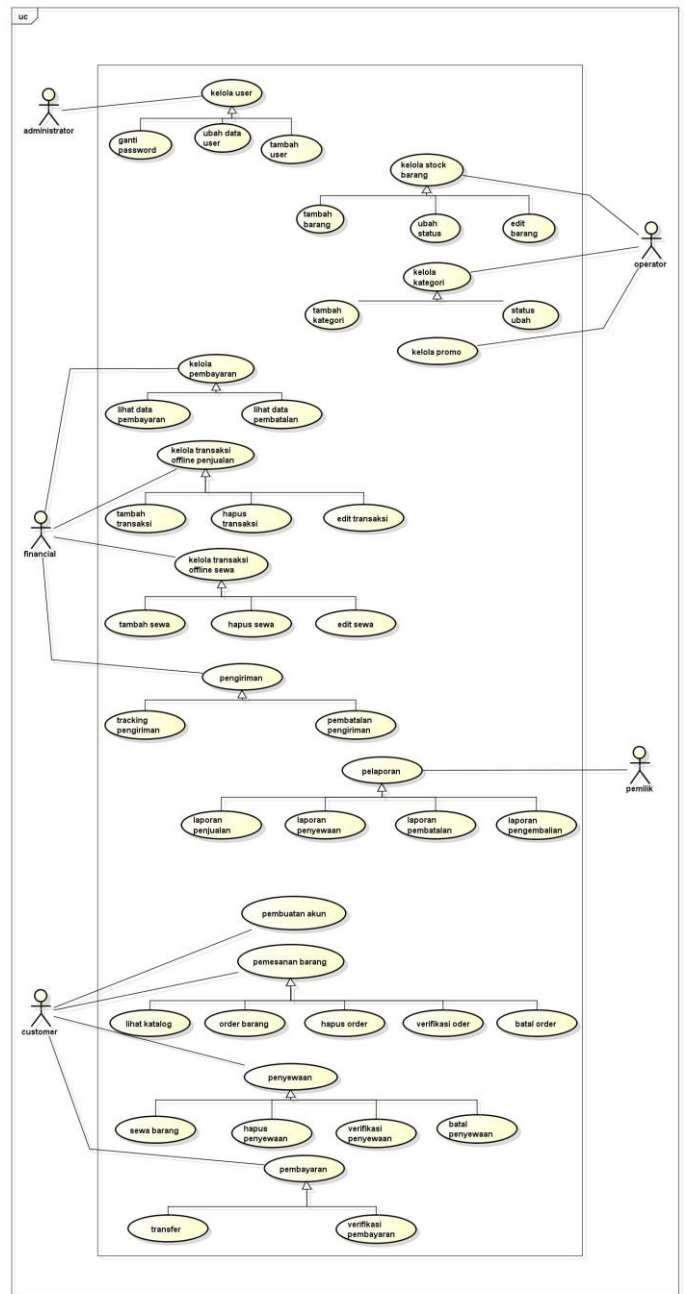 uc
kelola user
administrator
ganti
password
ubah data
user
tambah
user
kelola stock
barang
tambah
barang
ubah
status
edit
barang
operator
kelola
kategori
tambah
kategori
status
ubah
kelola promo
kelola
pembayaran
lihat data
pembayaran
lihat data
pembatalan
kelola transaksi
offline penjualan
tambah
transaksi
hapus
transaksi
edit transaksi
financial
kelola transaksi
offline sewa
tambah sewa
hapus sewa
edit sewa
pengiriman
tracking
pengiriman
pembatalan
pengiriman
pelaporan
pemilik
laporan
penjualan
laporan
penyewaan
laporan
pembatalan
laporan
pengembalian
pembuatan akun
pemesanan barang
customer
lihat katalog
order barang
hapus order
verifikasi oder
batal order
penyewaan
sewa barang
hapus
penyewaan
verifikasi
penyewaan
batal
penyewaan
pembayaran
transfer
verifikasi
pembayaran